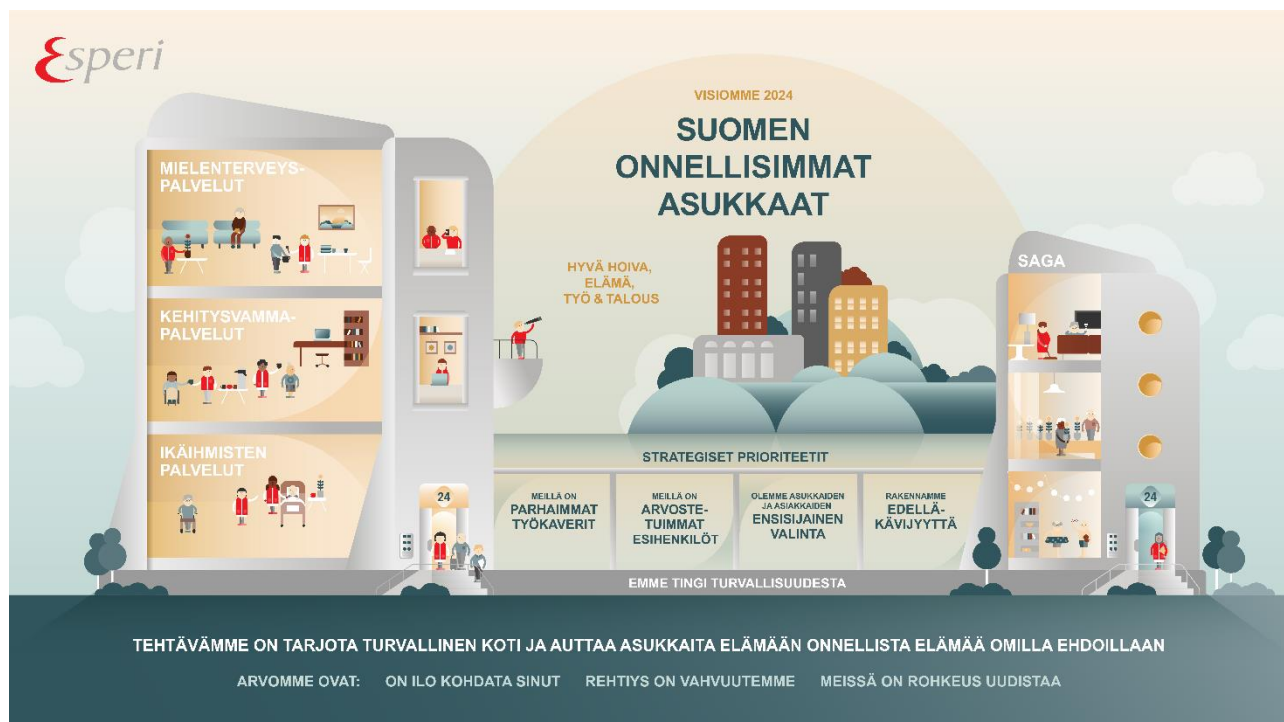 Esperi
VISIOMME 2024
SUOMEN
ONNELLISIMMAT
ASUKKAAT
HYVÄ HOIVA,
ELÄMÄ,
TYÖ & TALOUS
MIELENTERVEYS-
PALVELUT
KEHITYSVAMMA-
PALVELUT
IKÄIHMISTEN
PALVELUT
24
SAGA
24
STRATEGISET PRIORITEETIT
MEILLÄ ON
PARHAIMMAT
TYÖKAVERIT
MEILLÄ ON
ARVOSTE-
TUIMMAT
ESIHENKILÖT
OLEMME ASUKKAIDEN
JA ASIAKKAIDEN
ENSISIJAINEN
VALINTA
RAKENNAMME
EDELLÄ-
KÄVIJYYTTÄ
EMME TINGI TURVALLISUUDESTA
TEHTÄVÄMME ON TARJOTA TURVALLINEN KOTI JA AUTTAA ASUKKAITA ELÄMÄÄN ONNELLISTA ELÄMÄÄ OMILLA EHDOILLAAN
ARVOMME OVAT: ON ILO KOHDATA SINUT REHTIYS ON VAHVUUTEMME MEISSÄ ON ROHKEUS UUDISTAA